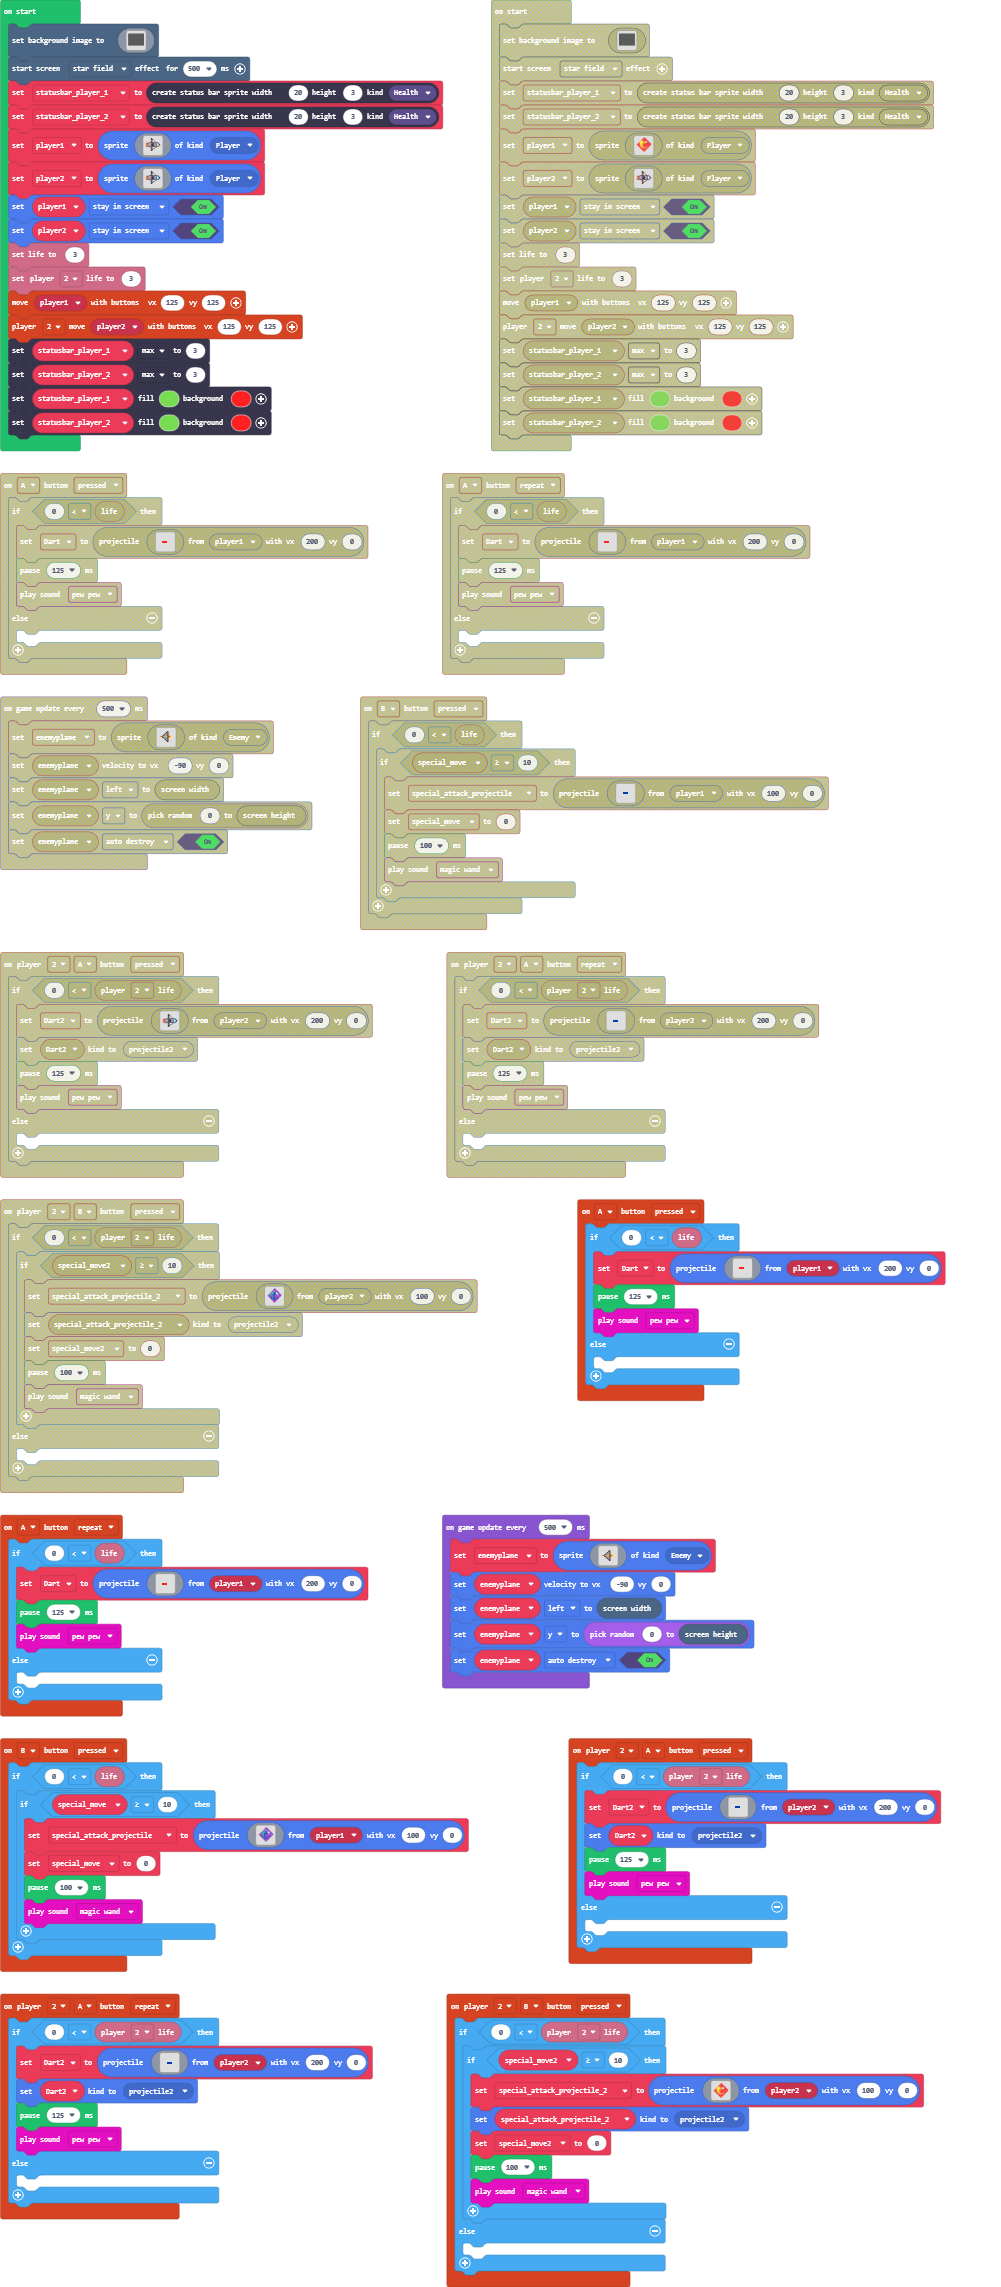 on start
set background image to
start screen star field effect for 500 ms
set statusbar_player_1 to create status bar sprite width 20 height 3 kind Health
set statusbar_player_2 to create status bar sprite width 20 height 3 kind Health
set player1 to sprite of kind Player
set player2 to sprite of kind Player
set player1 stay in screen ON
set player2 stay in screen ON
set life to 3
set player 2 life to 3
move player1 with buttons vx 125 vy 125
player 2 move player2 with buttons vx 125 vy 125
set statusbar_player_1 max to 3
set statusbar_player_2 max to 3
set statusbar_player_1 fill background
set statusbar_player_2 fill background
on start
set background image to
start screen star field effect
set statusbar_player_1 to create status bar sprite width 20 height 3 kind Health
set statusbar_player_2 to create status bar sprite width 20 height 3 kind Health
set player1 to sprite of kind Player
set player2 to sprite of kind Player
set player1 stay in screen ON
set player2 stay in screen ON
set life to 3
set player 2 life to 3
move player1 with buttons vx 125 vy 125
player 2 move player2 with buttons vx 125 vy 125
set statusbar_player_1 max to 3
set statusbar_player_2 max to 3
set statusbar_player_1 fill background
set statusbar_player_2 fill background
on A button pressed
if 0 < life then
set Dart to projectile from player1 with vx 200 vy 0
pause 125 ms
play sound pew pew
else
on A button repeat
if 0 < life then
set Dart to projectile from player1 with vx 200 vy 0
pause 125 ms
play sound pew pew
else
on game update every 500 ms
set enemyplane to sprite of kind Enemy
set enemyplane velocity to vx -90 vy 0
set enemyplane left to screen width
set enemyplane y to pick random 0 to screen height
set enemyplane auto destroy ON
on B button pressed
if 0 < life then
if special_move ≥ 10 then
set special_attack_projectile to projectile from player1 with vx 100 vy 0
set special_move to 0
pause 100 ms
play sound magic wand
on player 2 A button pressed
if 0 < player 2 life then
set Dart2 to projectile from player2 with vx 200 vy 0
set Dart2 kind to projectile2
pause 125 ms
play sound pew pew
else
on player 2 A button repeat
if 0 < player 2 life then
set Dart2 to projectile from player2 with vx 200 vy 0
set Dart2 kind to projectile2
pause 125 ms
play sound pew pew
else
on player 2 B button pressed
if 0 < player 2 life then
if special_move2 ≥ 10 then
set special_attack_projectile_2 to projectile from player2 with vx 100 vy 0
set special_attack_projectile_2 kind to projectile2
set special_move2 to 0
pause 100 ms
play sound magic wand
else
on A button pressed
if 0 < life then
set Dart to projectile from player1 with vx 200 vy 0
pause 125 ms
play sound pew pew
else
on A button repeat
if 0 < life then
set Dart to projectile from player1 with vx 200 vy 0
pause 125 ms
play sound pew pew
else
on game update every 500 ms
set enemyplane to sprite of kind Enemy
set enemyplane velocity to vx -90 vy 0
set enemyplane left to screen width
set enemyplane y to pick random 0 to screen height
set enemyplane auto destroy ON
on B button pressed
if 0 < life then
if special_move ≥ 10 then
set special_attack_projectile to projectile from player1 with vx 100 vy 0
set special_move to 0
pause 100 ms
play sound magic wand
on player 2 A button pressed
if 0 < player 2 life then
set Dart2 to projectile from player2 with vx 200 vy 0
set Dart2 kind to projectile2
pause 125 ms
play sound pew pew
else
on player 2 A button repeat
if 0 < player 2 life then
set Dart2 to projectile from player2 with vx 200 vy 0
set Dart2 kind to projectile2
pause 125 ms
play sound pew pew
else
on player 2 B button pressed
if 0 < player 2 life then
if special_move2 ≥ 10 then
set special_attack_projectile_2 to projectile from player2 with vx 100 vy 0
set special_attack_projectile_2 kind to projectile2
set special_move2 to 0
pause 100 ms
play sound magic wand
else